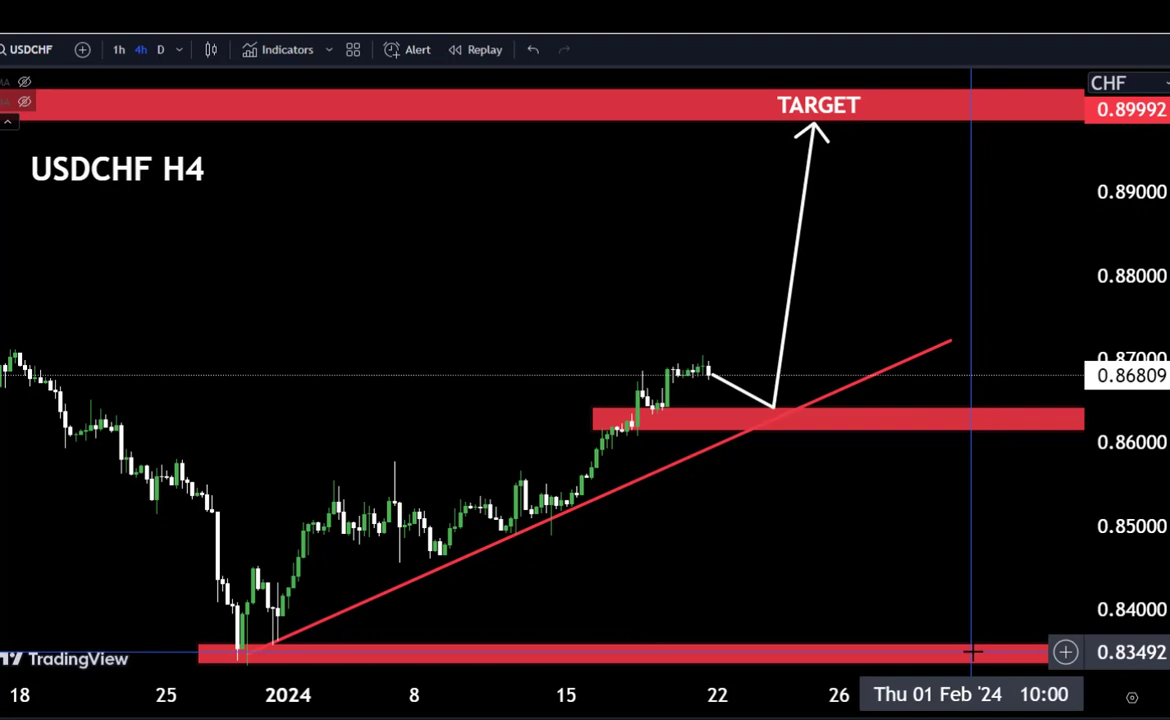 USDCHF 1h 4h D Indicators Alert Replay
CHF
TARGET
0.89992
USDCHF H4
0.89000
0.88000
0.87000
0.86809
0.86000
0.85000
0.84000
TradingView
0.83492
18 25 2024 8 15 22 26 Thu 01 Feb '24 10:00